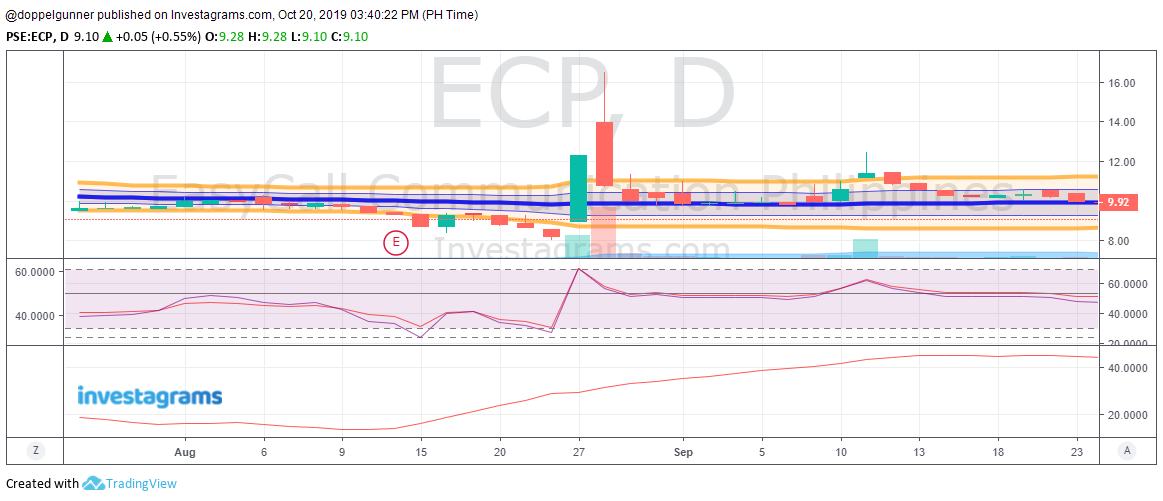 @doppelgunner published on Investagrams.com, Oct 20, 2019 03:40:22 PM (PH Time)
PSE:ECP, D 9.10 ▲ +0.05 (+0.55%) O:9.28 H:9.28 L:9.10 C:9.10
ECP, D
EasyCall Communication Philippines
Investagrams.com
16.00
14.00
12.00
10.00
9.92
8.00
E
60.0000
40.0000
60.0000
40.0000
20.0000
investagrams
40.0000
20.0000
Z
Aug 6 9 15 20 27 Sep 5 10 13 18 23
A
Created with TradingView